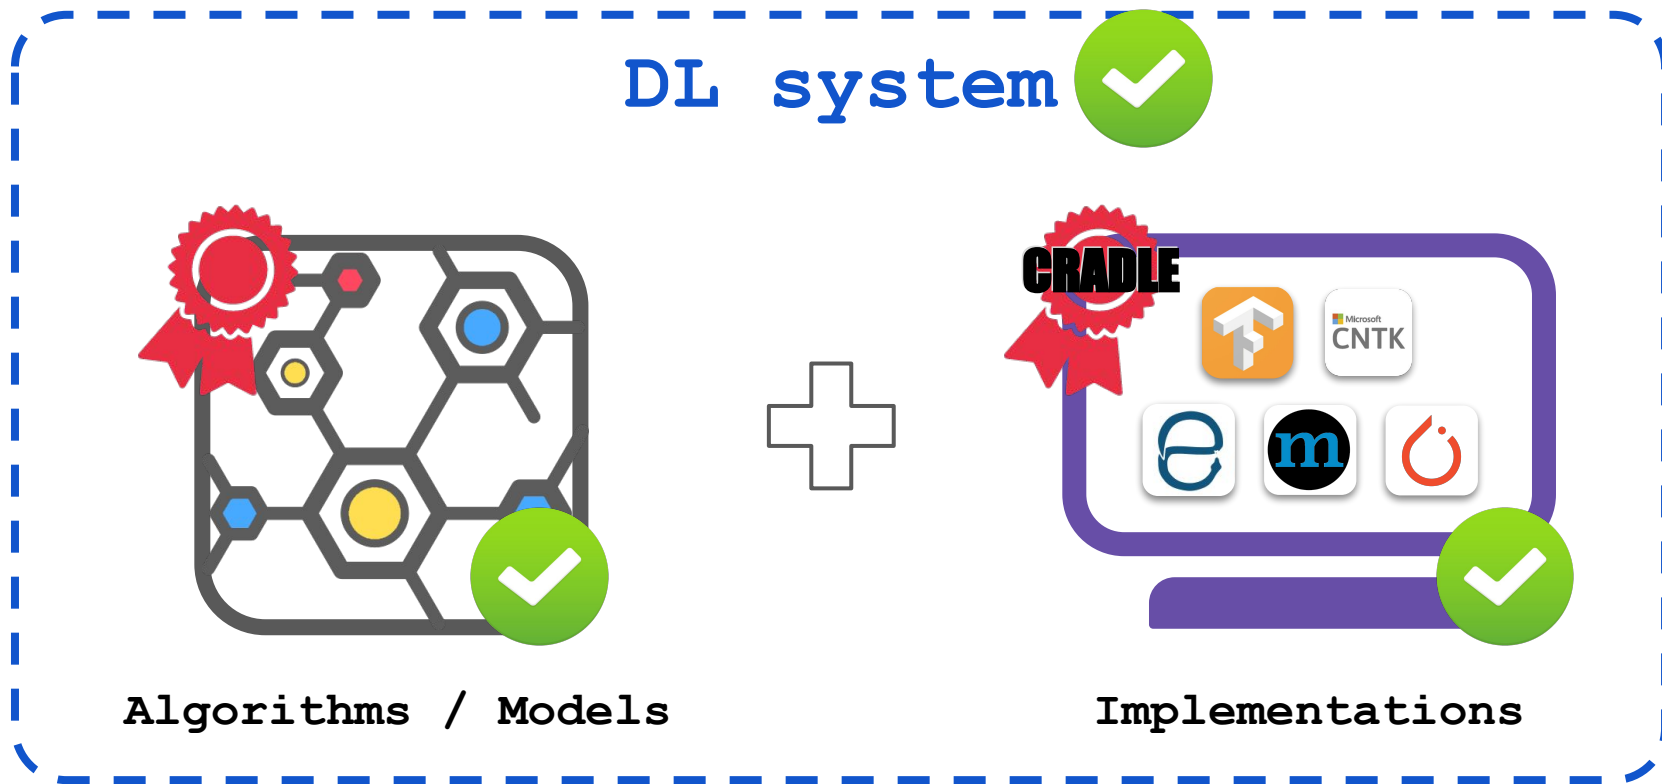 DL system
CRADLE
Microsoft
CNTK
e
m
Algorithms / Models
Implementations